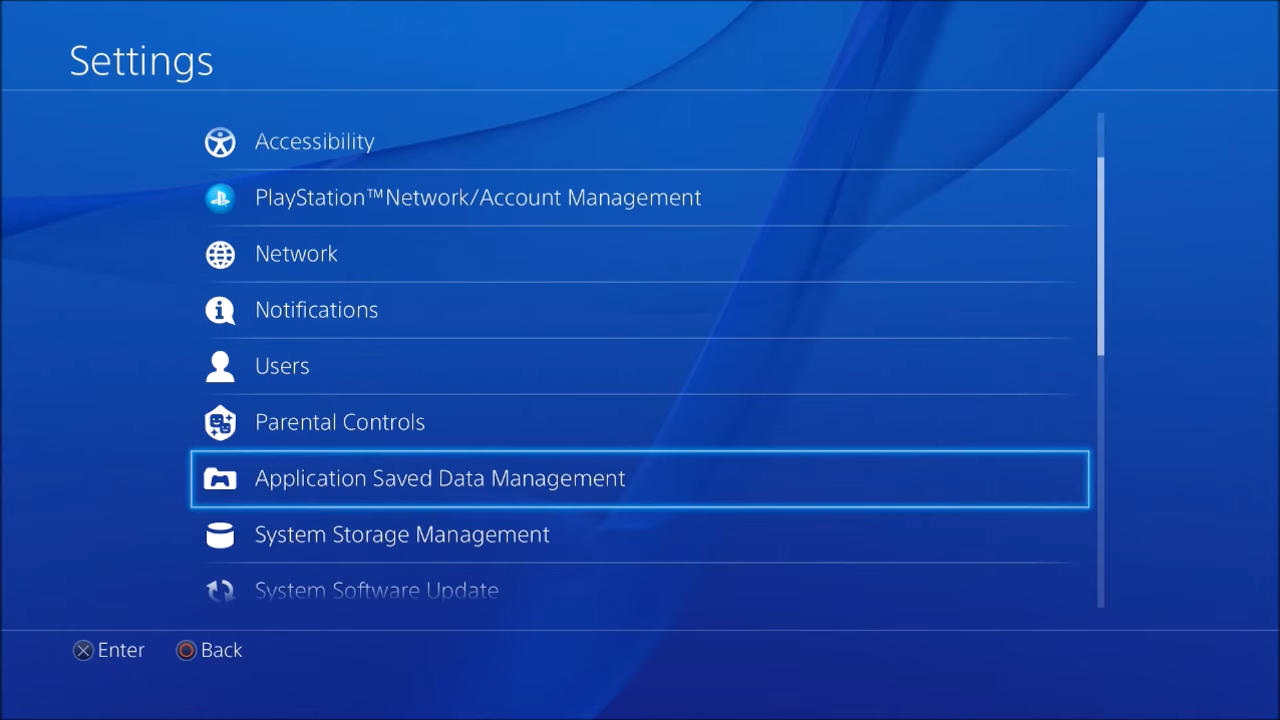 Settings
Accessibility
PlayStation™Network/Account Management
Network
Notifications
Users
Parental Controls
Application Saved Data Management
System Storage Management
System Software Update
Enter Back